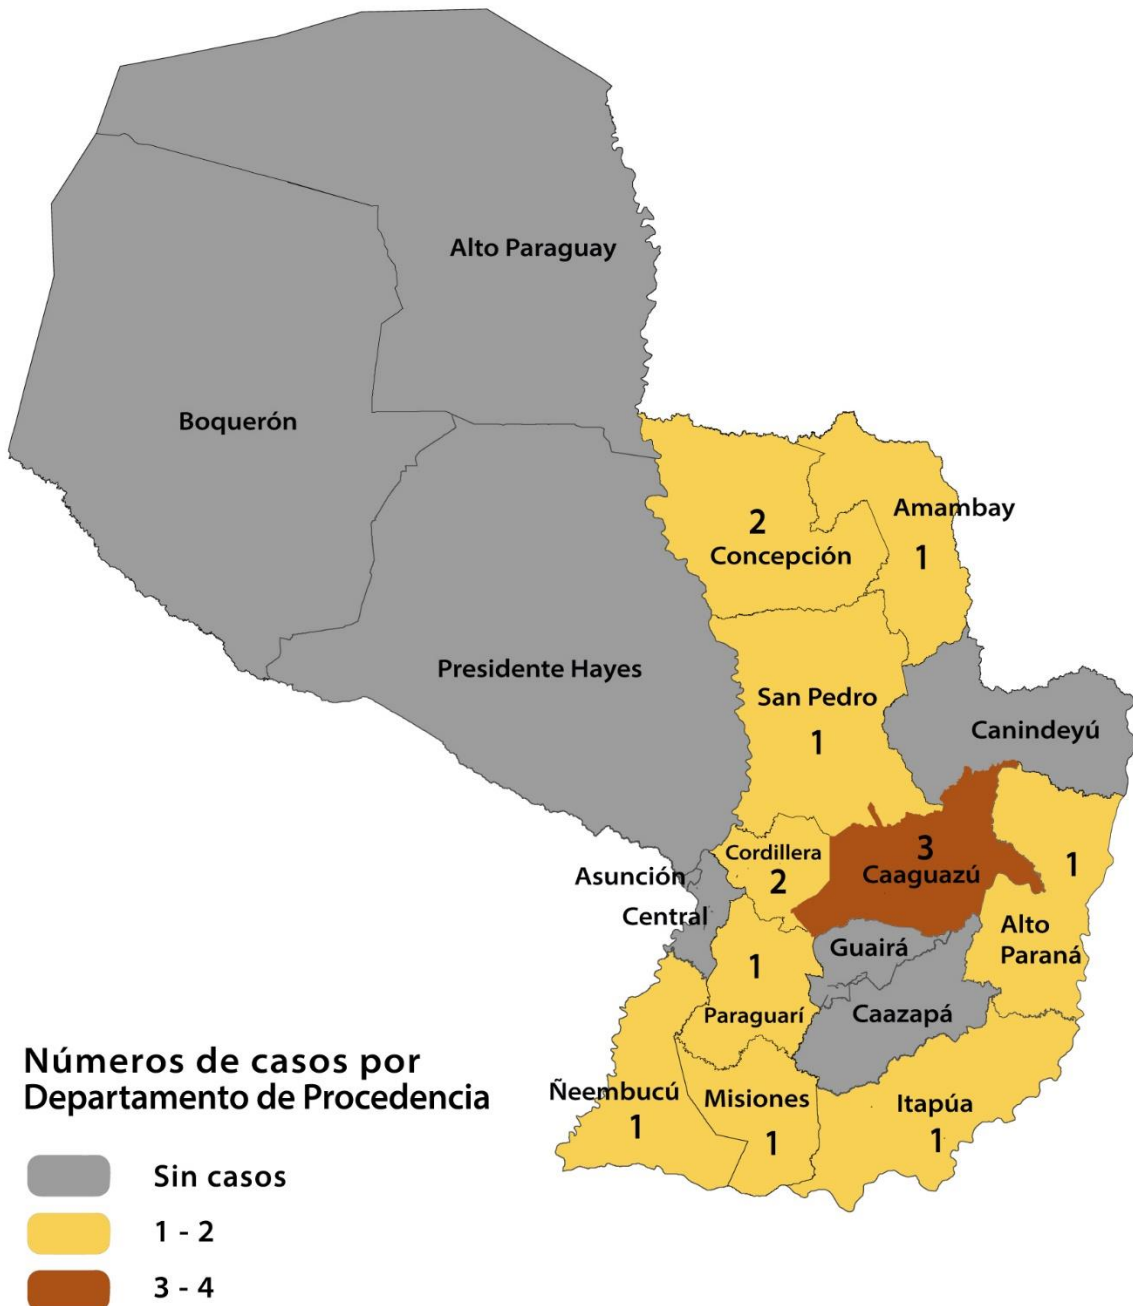 Alto Paraguay
Boquerón
Amambay
2
Concepción
1
Presidente Hayes
San Pedro
1
Canindeyú
Cordillera
2
3
Caaguazú
1
Asunción
Central
Guairá
Alto
Paraná
1
Paraguarí
Caazapá
Números de casos por
Departamento de Procedencia
Ñeembucú
1
Misiones
1
Itapúa
1
Sin casos
1 - 2
3 - 4